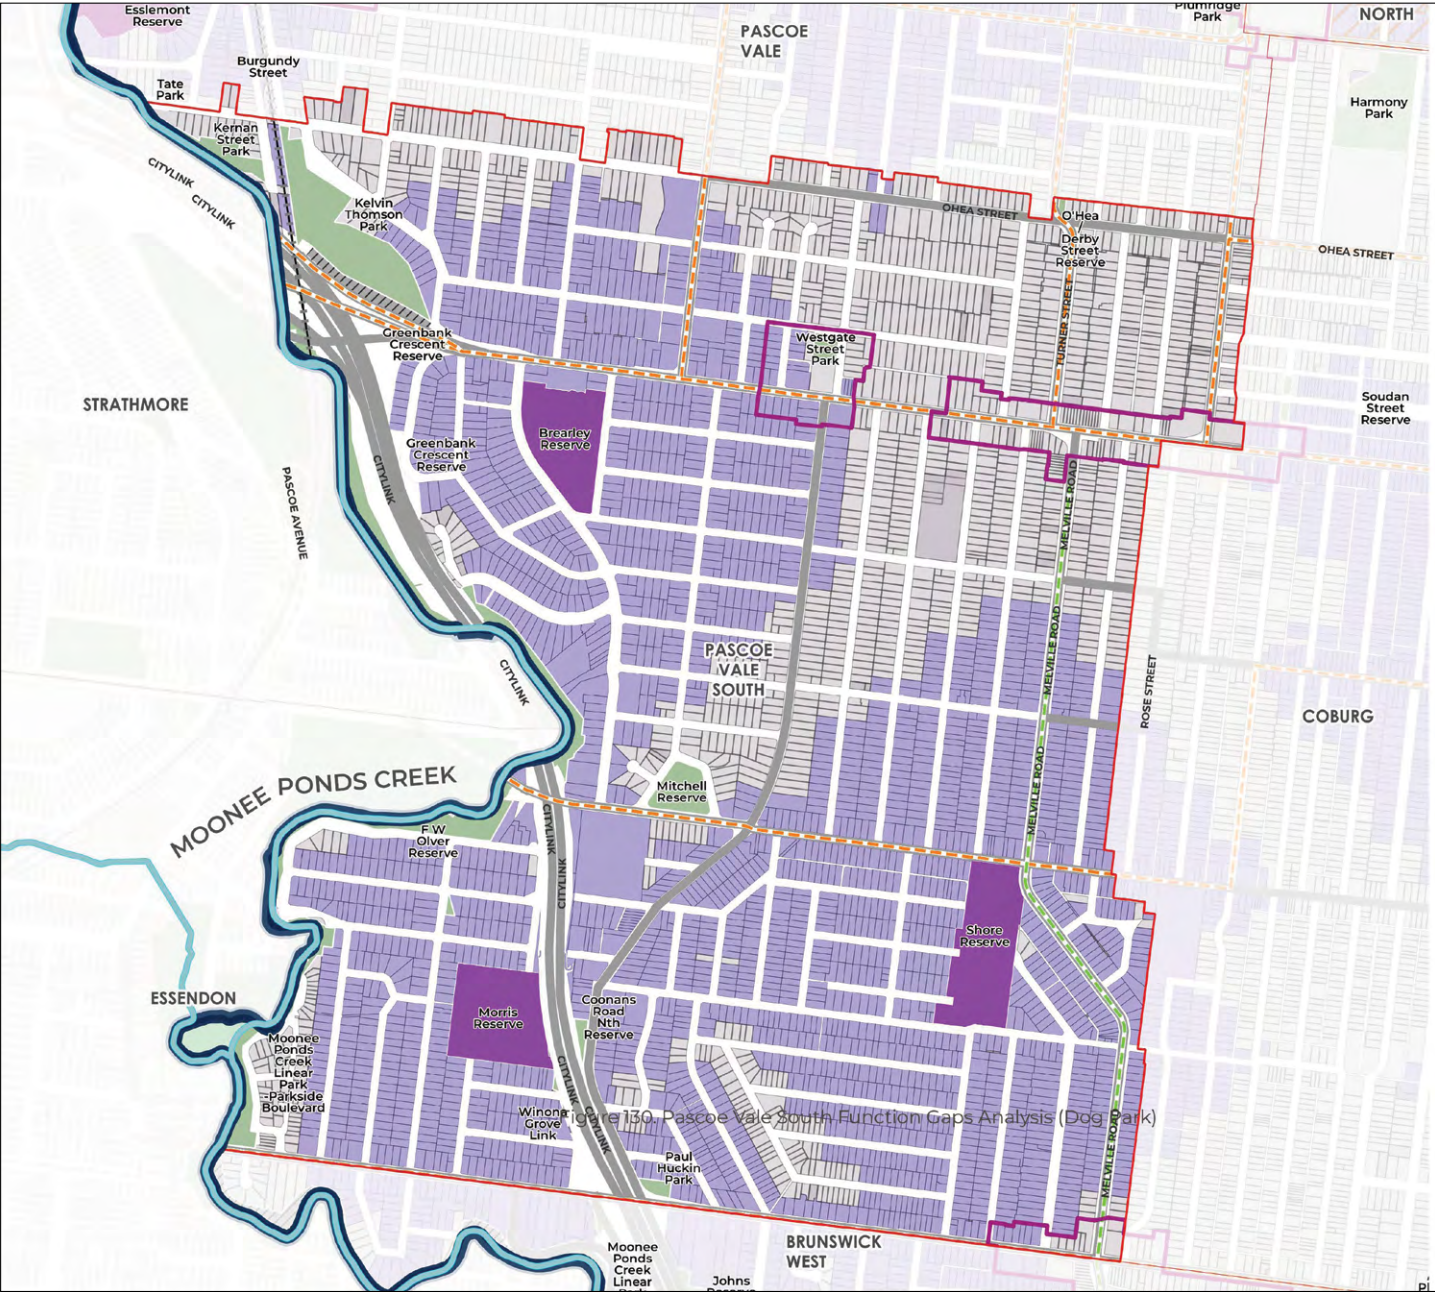 Esslemont
Reserve
PASCOE
VALE
Plumridge
Park
NORTH
Burgundy
Street
Tate
Park
Harmony
Park
Kernan
Street
Park
CITYLINK
CITYLINK
Kelvin
Thomson
Park
OHEA STREET
O'Hea
/
Derby
Street
Reserve
OHEA STREET
TURNER STREET
Greenbank
Crescent
Reserve
Westgate
Street
Park
STRATHMORE
Soudan
Street
Reserve
Brearley
Reserve
Greenbank
Crescent
Reserve
CITYLINK
PASCOE AVENUE
MELVILLE ROAD
MELVILLE ROAD
PASCOE
VALE
SOUTH
CITYLINK
ROSE STREET
COBURG
MOONEE PONDS CREEK
Mitchell
Reserve
MELVILLE ROAD
F W
Olver
Reserve
CITYLINK
CITYLINK
Shore
Reserve
ESSENDON
Morris
Reserve
Coonans
Road
Nth
Reserve
Moonee
Ponds
Creek
Linear
Park
-Parkside
Boulevard
CITYLINK
CITYLINK
Winona
Grove
Link
Figure 130. Pascoe Vale South Function Gaps Analysis (Dog Park)
MELVILLE ROAD
Paul
Huckin
Park
BRUNSWICK
WEST
Moonee
Ponds
Creek
Linear
Park
Johns
Reserve